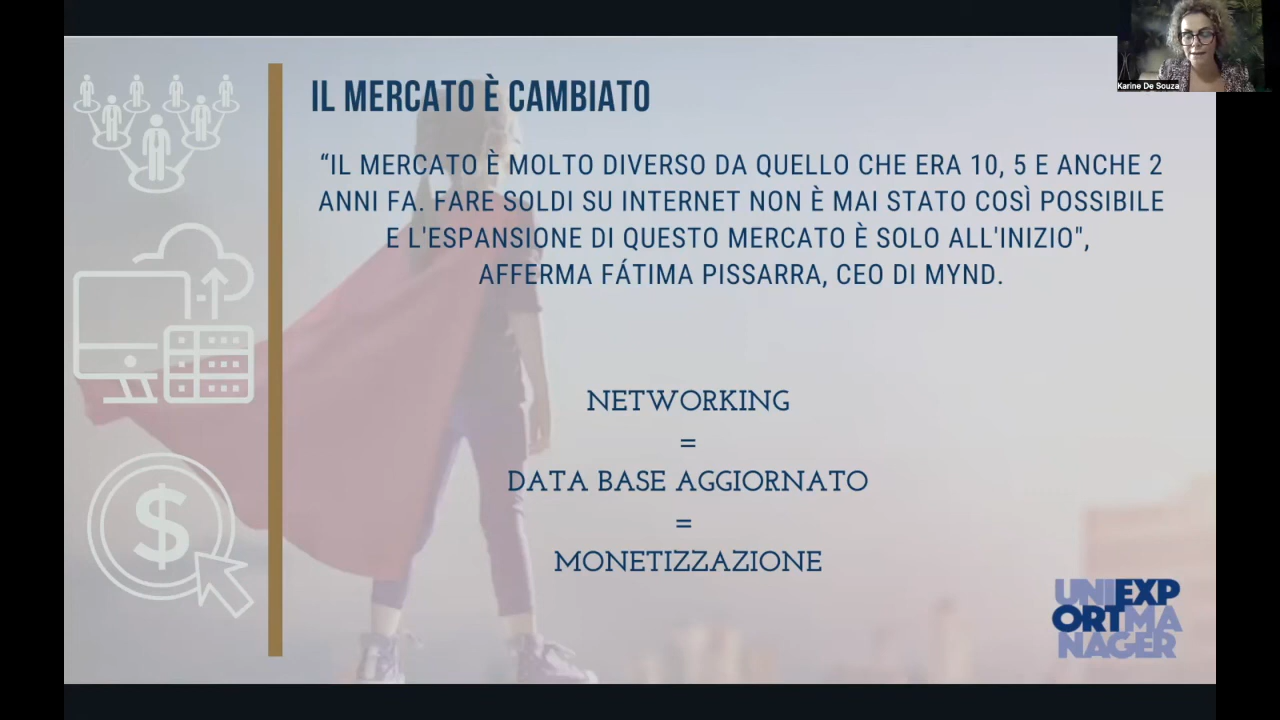 Karine De Souza
IL MERCATO È CAMBIATO
“IL MERCATO È MOLTO DIVERSO DA QUELLO CHE ERA 10, 5 E ANCHE 2
ANNI FA. FARE SOLDI SU INTERNET NON È MAI STATO COSÌ POSSIBILE
E L'ESPANSIONE DI QUESTO MERCATO È SOLO ALL'INIZIO",
AFFERMA FÁTIMA PISSARRA, CEO DI MYND.
NETWORKING
=
DATA BASE AGGIORNATO
=
MONETIZZAZIONE
$
UNIEXP
ORTMA
NAGER